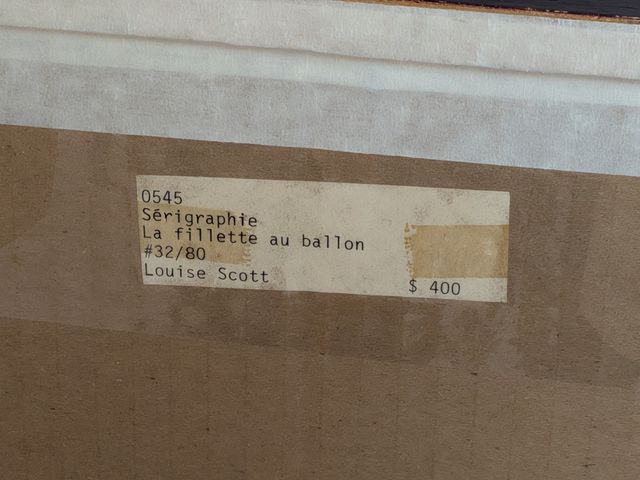 0545
Sérigraphie
La fillette au ballon
#32/80
Louise Scott
$ 400